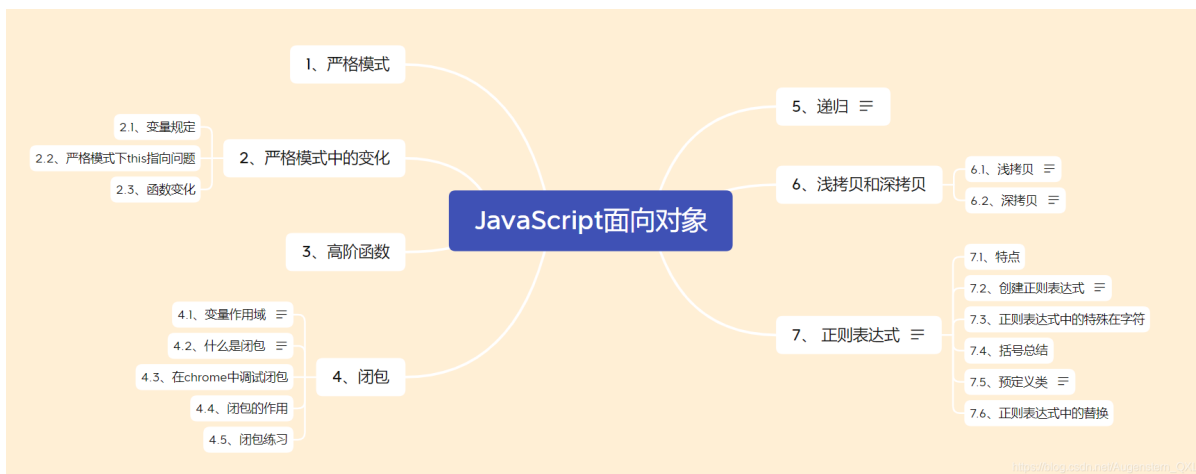 JavaScript面向对象
1、严格模式
2、严格模式中的变化
2.1、变量规定
2.2、严格模式下this指向问题
2.3、函数变化
3、高阶函数
4、闭包
4.1、变量作用域
4.2、什么是闭包
4.3、在chrome中调试闭包
4.4、闭包的作用
4.5、闭包练习
5、递归
6、浅拷贝和深拷贝
6.1、浅拷贝
6.2、深拷贝
7、 正则表达式
7.1、特点
7.2、创建正则表达式
7.3、正则表达式中的特殊在字符
7.4、括号总结
7.5、预定义类
7.6、正则表达式中的替换
https://blog.csdn.net/Augenstern_QXL